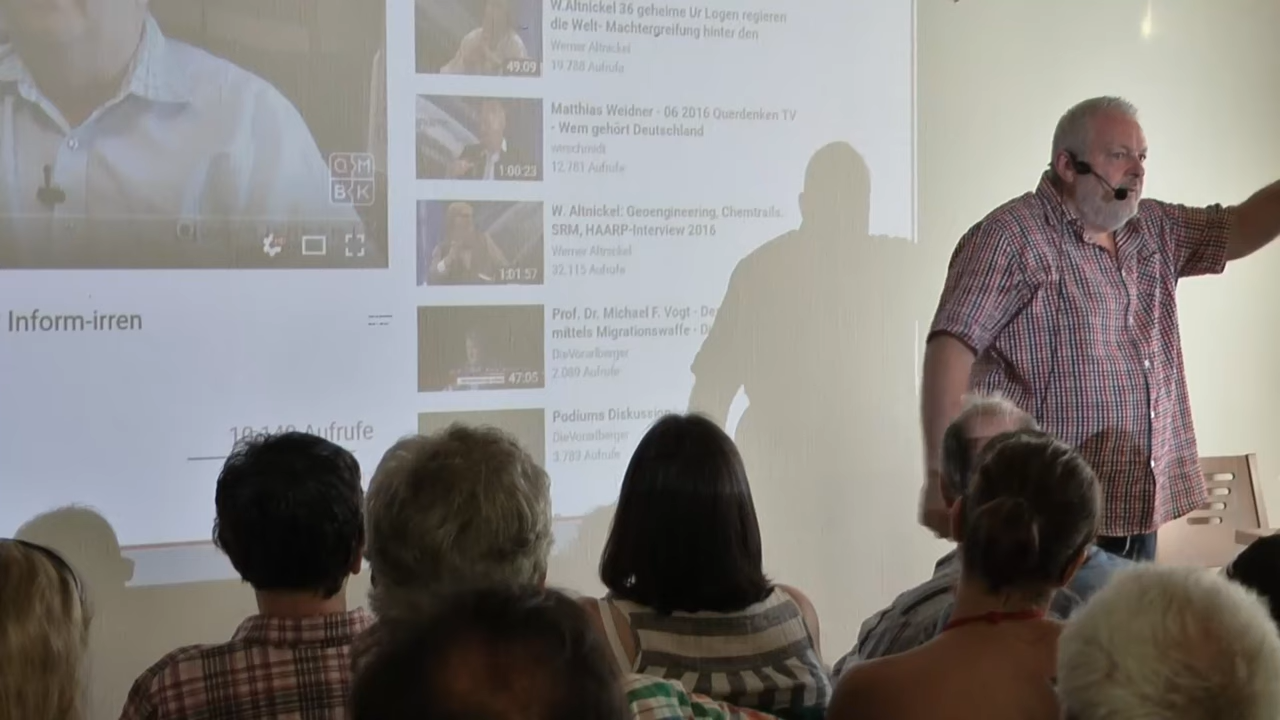 Q M
B K
Inform-irren
10.149 Aufrufe
W.Altnickel 36 geheime Ur Logen regieren
die Welt- Machtergreifung hinter den
Werner Altnickel
19.788 Aufrufe
49:09
Matthias Weidner - 06 2016 Querdenken TV
- Wem gehört Deutschland
12.781 Aufrufe
1:00:23
W. Altnickel: Geoengineering, Chemtrails,
SRM, HAARP-Interview 2016
Werner Altnickel
32.115 Aufrufe
1:01:57
Prof. Dr. Michael F. Vogt -
mittels Migrationswaffe -
DieVorarlberger
2.089 Aufrufe
47:05
Podiums Diskussion
DieVorarlberger
3.783 Aufrufe